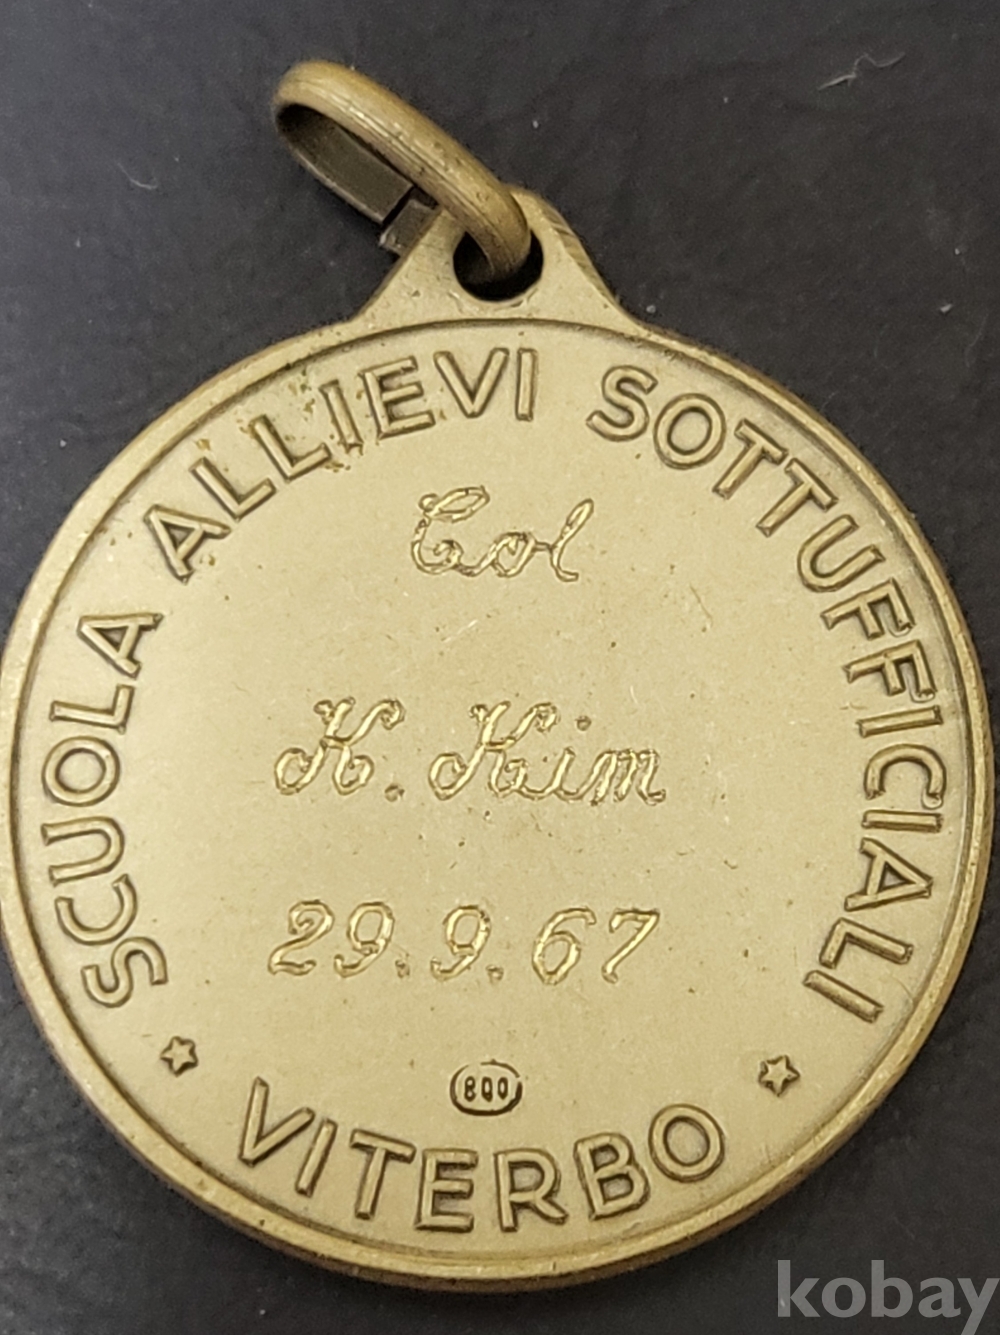 SCUOLA ALLIEVI SOTTUFFICIALI
Col
K. Kim
29.9.67
800
★ VITERBO ★
kobay